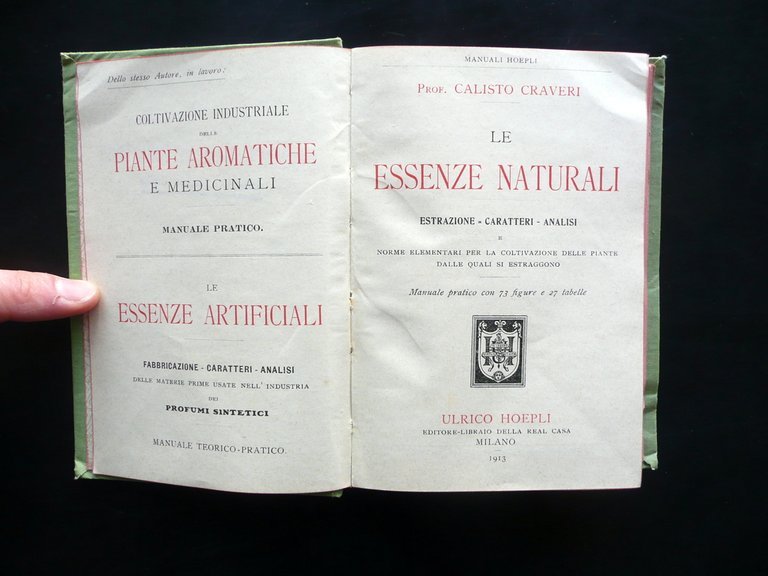 Dello stesso Autore, in lavoro:
COLTIVAZIONE INDUSTRIALE
DELLE
PIANTE AROMATICHE
E MEDICINALI
MANUALE PRATICO.
LE
ESSENZE ARTIFICIALI
FABBRICAZIONE - CARATTERI - ANALISI
DELLE MATERIE PRIME USATE NELL'INDUSTRIA
DEI
PROFUMI SINTETICI
MANUALE TEORICO-PRATICO.
MANUALI HOEPLI
PROF. CALISTO CRAVERI
LE
ESSENZE NATURALI
ESTRAZIONE - CARATTERI - ANALISI
E
NORME ELEMENTARI PER LA COLTIVAZIONE DELLE PIANTE
DALLE QUALI SI ESTRAGGONO
Manuale pratico con 73 figure e 27 tabelle
ULRICO HOEPLI
EDITORE-LIBRAIO DELLA REAL CASA
MILANO
1913